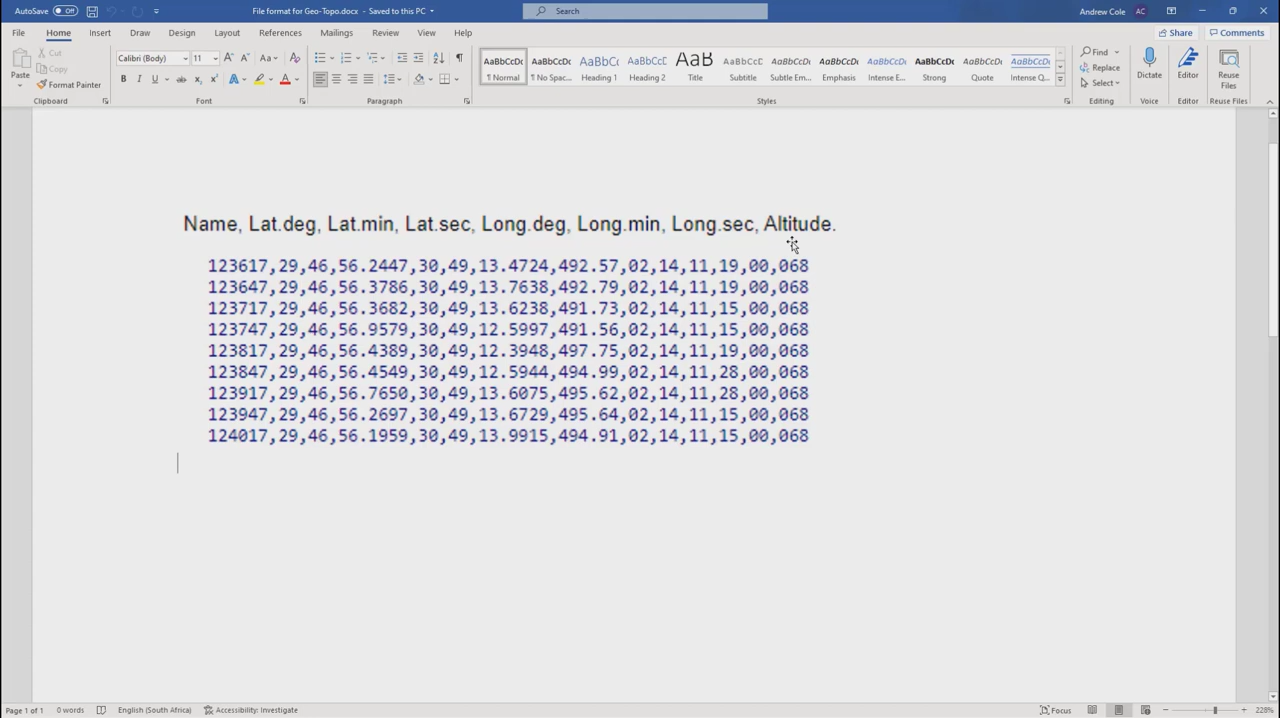 AutoSave Off File format for Geo-Topo.docx - Saved to this PC Search Andrew Cole AC
File Home Insert Draw Design Layout References Mailings Review View Help Share Comments
Cut
Copy
Format Painter
Paste
Calibri (Body) 11
AaBbCcDc AaBbCcDc AaBbCc AaBbCc AaB AaBbCcD AaBbCcDc AaBbCcDc AaBbCcDc AaBbCcDc AaBbCcDc AaBbCcDc
¶ Normal ¶ No Spac... Heading 1 Heading 2 Title Subtitle Subtle Em... Emphasis Intense E... Strong Quote Intense Q...
Find
Replace
Select
Dictate Editor Reuse Files
Clipboard Font Paragraph Styles Editing Voice Editor Reuse Files
Name, Lat.deg, Lat.min, Lat.sec, Long.deg, Long.min, Long.sec, Altitude.
123617,29,46,56.2447,30,49,13.4724,492.57,02,14,11,19,00,068
123647,29,46,56.3786,30,49,13.7638,492.79,02,14,11,19,00,068
123717,29,46,56.3682,30,49,13.6238,491.73,02,14,11,15,00,068
123747,29,46,56.9579,30,49,12.5997,491.56,02,14,11,15,00,068
123817,29,46,56.4389,30,49,12.3948,497.75,02,14,11,19,00,068
123847,29,46,56.4549,30,49,12.5944,494.99,02,14,11,28,00,068
123917,29,46,56.7650,30,49,13.6075,495.62,02,14,11,28,00,068
123947,29,46,56.2697,30,49,13.6729,495.64,02,14,11,15,00,068
124017,29,46,56.1959,30,49,13.9915,494.91,02,14,11,15,00,068
Page 1 of 1 0 words English (South Africa) Accessibility: Investigate Focus 228%